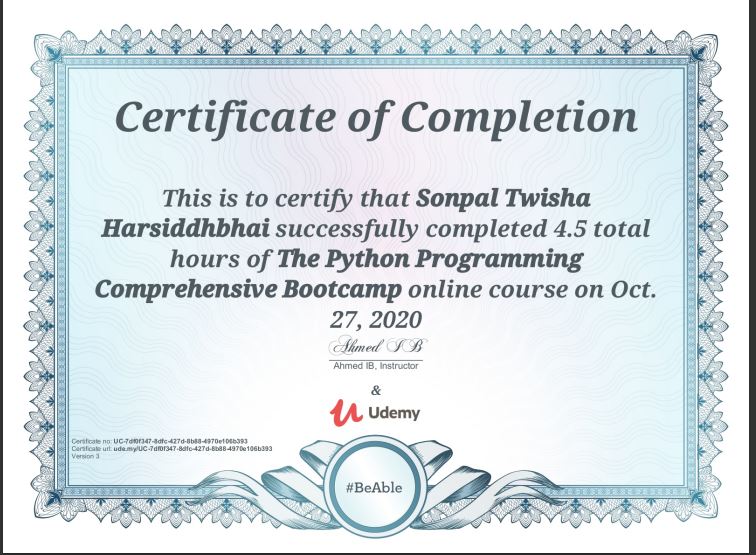 Certificate of Completion
This is to certify that Sonpal Twisha
Harsiddhbhai successfully completed 4.5 total
hours of The Python Programming
Comprehensive Bootcamp online course on Oct.
27, 2020
Ahmed I B
Ahmed IB, Instructor
&
Udemy
Certificate no: UC-7df0f347-8dfc-427d-8b88-4970e106b393
Certificate url: ude.my/UC-7df0f347-8dfc-427d-8b88-4970e106b393
Version 3
#BeAble